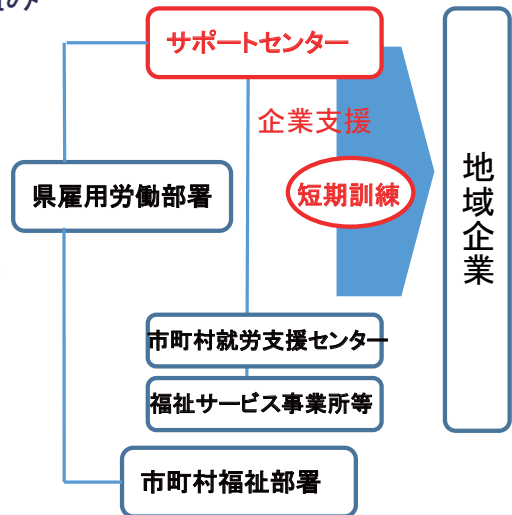 サポートセンター
企業支援
短期訓練
県雇用労働部署
地域企業
市町村就労支援センター
福祉サービス事業所等
市町村福祉部署